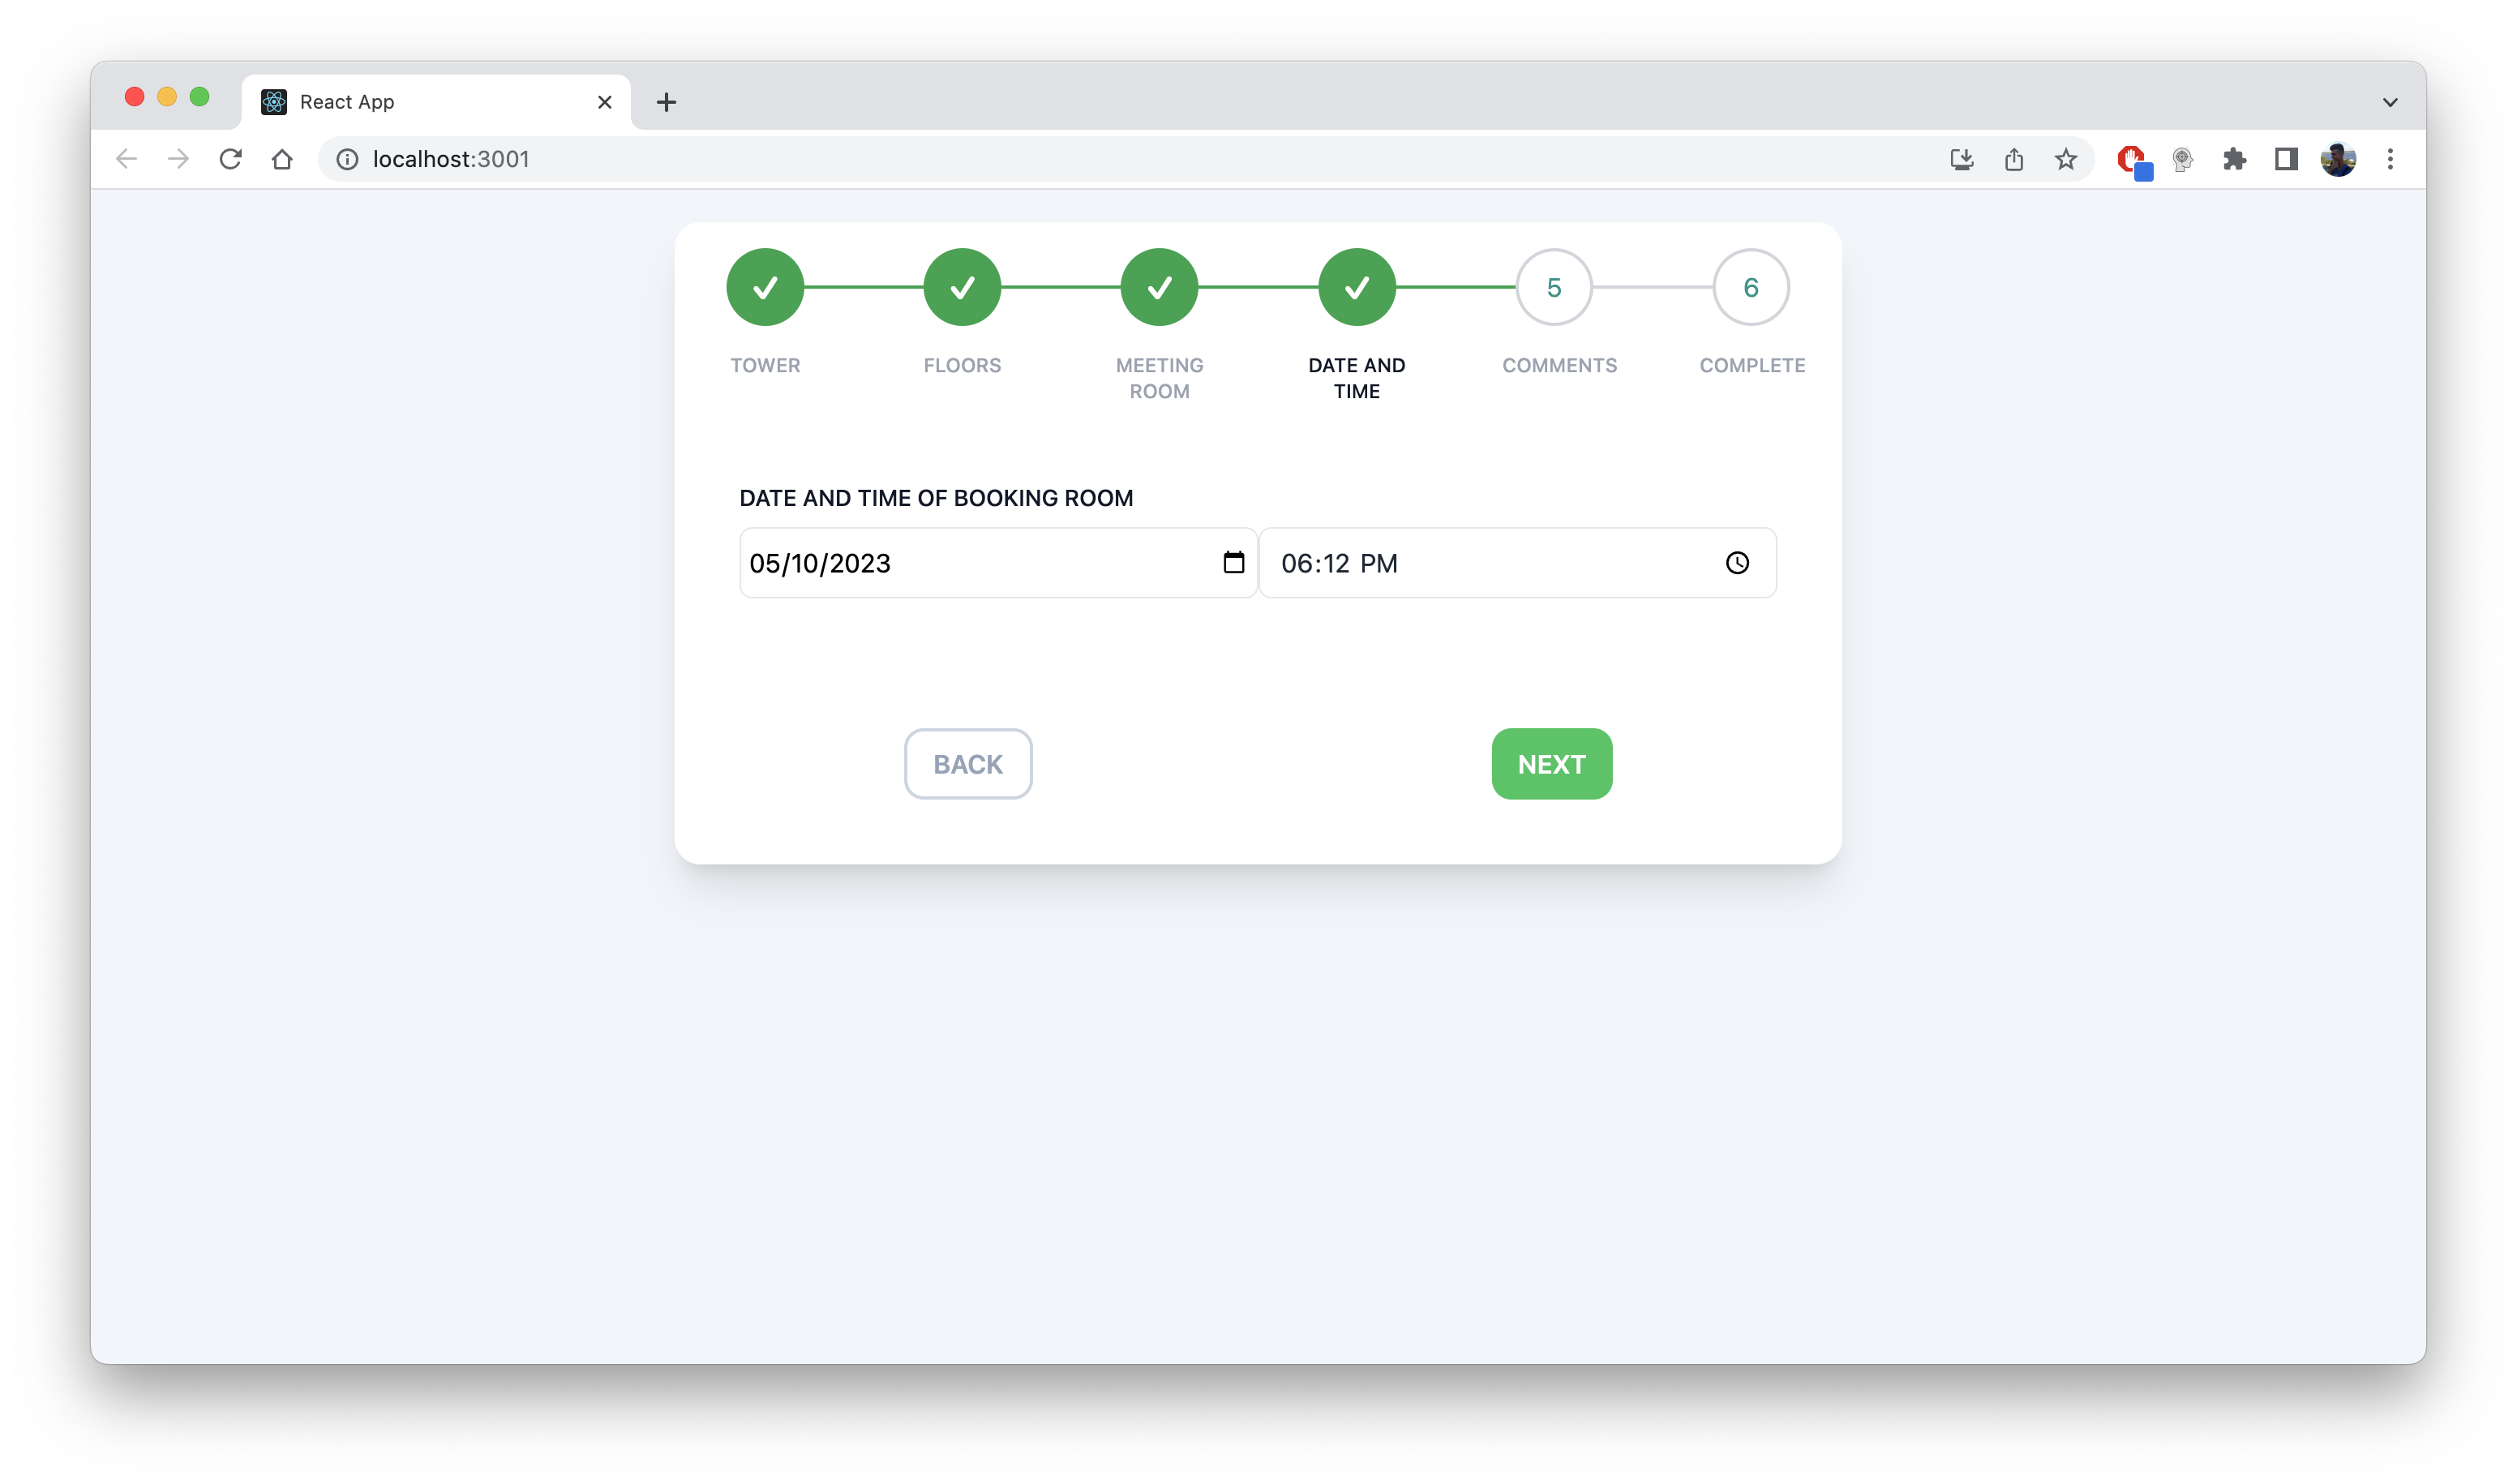 React App
localhost:3001
5
6
TOWER
FLOORS
MEETING
ROOM
DATE AND
TIME
COMMENTS
COMPLETE
DATE AND TIME OF BOOKING ROOM
05/10/2023
06:12 PM
BACK
NEXT